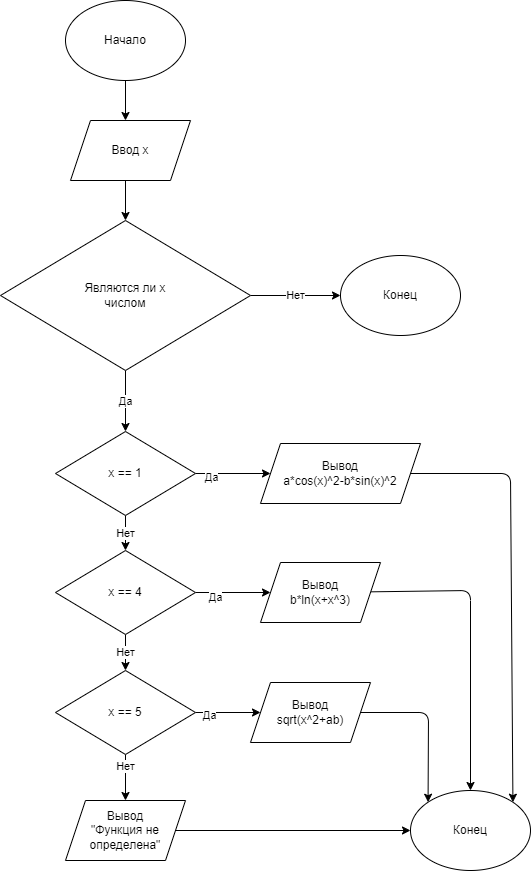 Начало
Ввод x
Являются ли x
числом
Нет
Конец
Да
x == 1
Да
Вывод
a*cos(x)^2-b*sin(x)^2
Нет
x == 4
Да
Вывод
b*ln(x+x^3)
Нет
x == 5
Да
Вывод
sqrt(x^2+ab)
Нет
Вывод
"Функция не
определена"
Конец